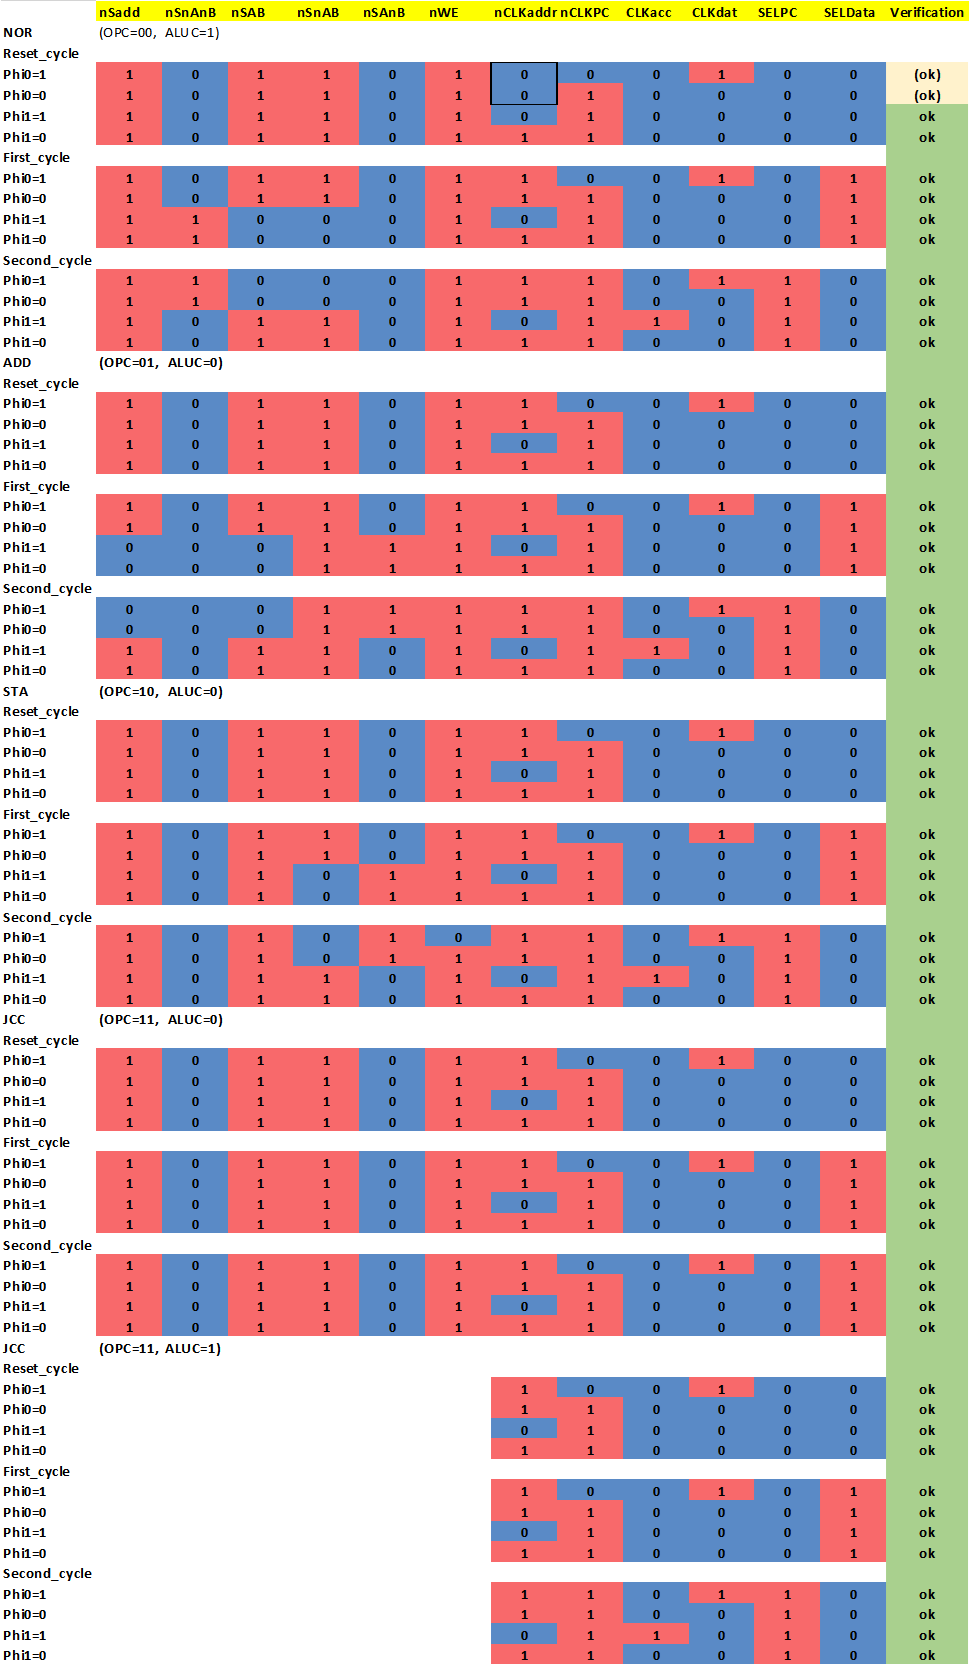 nSadd nSnAnB nSAB nSnAB nSAnB nWE nCLKaddr nCLKPC CLKacc CLKdat SELPC SELData Verification
NOR (OPC=00, ALUC=1)
Reset_cycle
Phi0=1 1 0 1 1 0 1 0 0 0 1 0 0 (ok)
Phi0=0 1 0 1 1 0 1 0 1 0 0 0 0 (ok)
Phi1=1 1 0 1 1 0 1 0 1 0 0 0 0 ok
Phi1=0 1 0 1 1 0 1 1 1 0 0 0 0 ok
First_cycle
Phi0=1 1 0 1 1 0 1 1 0 0 1 0 1 ok
Phi0=0 1 0 1 1 0 1 1 1 0 0 0 1 ok
Phi1=1 1 1 0 0 0 1 0 1 0 0 0 1 ok
Phi1=0 1 1 0 0 0 1 1 1 0 0 0 1 ok
Second_cycle
Phi0=1 1 1 0 0 0 1 1 1 0 1 1 0 ok
Phi0=0 1 1 0 0 0 1 1 1 0 0 1 0 ok
Phi1=1 1 0 1 1 0 1 0 1 1 0 1 0 ok
Phi1=0 1 0 1 1 0 1 1 1 0 0 1 0 ok
ADD (OPC=01, ALUC=0)
Reset_cycle
Phi0=1 1 0 1 1 0 1 1 0 0 1 0 0 ok
Phi0=0 1 0 1 1 0 1 1 1 0 0 0 0 ok
Phi1=1 1 0 1 1 0 1 0 1 0 0 0 0 ok
Phi1=0 1 0 1 1 0 1 1 1 0 0 0 0 ok
First_cycle
Phi0=1 1 0 1 1 0 1 1 0 0 1 0 1 ok
Phi0=0 1 0 1 1 0 1 1 1 0 0 0 1 ok
Phi1=1 0 0 0 1 1 1 0 1 0 0 0 1 ok
Phi1=0 0 0 0 1 1 1 1 1 0 0 0 1 ok
Second_cycle
Phi0=1 0 0 0 1 1 1 1 1 0 1 1 0 ok
Phi0=0 0 0 0 1 1 1 1 1 0 0 1 0 ok
Phi1=1 1 0 1 1 0 1 0 1 1 0 1 0 ok
Phi1=0 1 0 1 1 0 1 1 1 0 0 1 0 ok
STA (OPC=10, ALUC=0)
Reset_cycle
Phi0=1 1 0 1 1 0 1 1 0 0 1 0 0 ok
Phi0=0 1 0 1 1 0 1 1 1 0 0 0 0 ok
Phi1=1 1 0 1 1 0 1 0 1 0 0 0 0 ok
Phi1=0 1 0 1 1 0 1 1 1 0 0 0 0 ok
First_cycle
Phi0=1 1 0 1 1 0 1 1 0 0 1 0 1 ok
Phi0=0 1 0 1 1 0 1 1 1 0 0 0 1 ok
Phi1=1 1 0 1 0 1 1 0 1 0 0 0 1 ok
Phi1=0 1 0 1 0 1 1 1 1 0 0 0 1 ok
Second_cycle
Phi0=1 1 0 1 0 1 0 1 1 0 1 1 0 ok
Phi0=0 1 0 1 0 1 1 1 1 0 0 1 0 ok
Phi1=1 1 0 1 1 0 1 0 1 1 0 1 0 ok
Phi1=0 1 0 1 1 0 1 1 1 0 0 1 0 ok
JCC (OPC=11, ALUC=0)
Reset_cycle
Phi0=1 1 0 1 1 0 1 1 0 0 1 0 0 ok
Phi0=0 1 0 1 1 0 1 1 1 0 0 0 0 ok
Phi1=1 1 0 1 1 0 1 0 1 0 0 0 0 ok
Phi1=0 1 0 1 1 0 1 1 1 0 0 0 0 ok
First_cycle
Phi0=1 1 0 1 1 0 1 1 0 0 1 0 1 ok
Phi0=0 1 0 1 1 0 1 1 1 0 0 0 1 ok
Phi1=1 1 0 1 1 0 1 0 1 0 0 0 1 ok
Phi1=0 1 0 1 1 0 1 1 1 0 0 0 1 ok
Second_cycle
Phi0=1 1 0 1 1 0 1 1 0 0 1 0 1 ok
Phi0=0 1 0 1 1 0 1 1 1 0 0 0 1 ok
Phi1=1 1 0 1 1 0 1 0 1 0 0 0 1 ok
Phi1=0 1 0 1 1 0 1 1 1 0 0 0 1 ok
JCC (OPC=11, ALUC=1)
Reset_cycle
Phi0=1 1 0 0 1 0 0 ok
Phi0=0 1 1 0 0 0 0 ok
Phi1=1 0 1 0 0 0 0 ok
Phi1=0 1 1 0 0 0 0 ok
First_cycle
Phi0=1 1 0 0 1 0 1 ok
Phi0=0 1 1 0 0 0 1 ok
Phi1=1 0 1 0 0 0 1 ok
Phi1=0 1 1 0 0 0 1 ok
Second_cycle
Phi0=1 1 1 0 1 1 0 ok
Phi0=0 1 1 0 0 1 0 ok
Phi1=1 0 1 1 0 1 0 ok
Phi1=0 1 1 0 0 1 0 ok